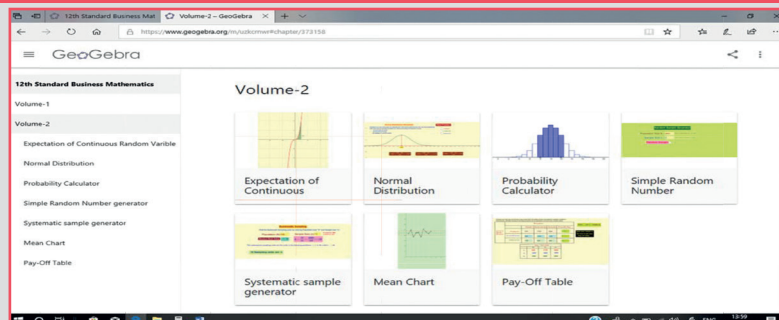 12th Standard Business Mat
Volume-2 – GeoGebra
https://www.geogebra.org/m/uzkcmwr#chapter/373158
GeoGebra
12th Standard Business Mathematics
Volume-1
Volume-2
Expectation of Continuous Random Varible
Normal Distribution
Probability Calculator
Simple Random Number generator
Systematic sample generator
Mean Chart
Pay-Off Table
Volume-2
Expectation of
Continuous
Normal
Distribution
Probability
Calculator
Simple Random
Number
Systematic sample
generator
Mean Chart
Pay-Off Table
ENG
13:59